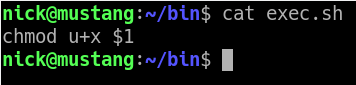 nick@mustang:~/bin$ cat exec.sh
chmod u+x $1
nick@mustang:~/bin$